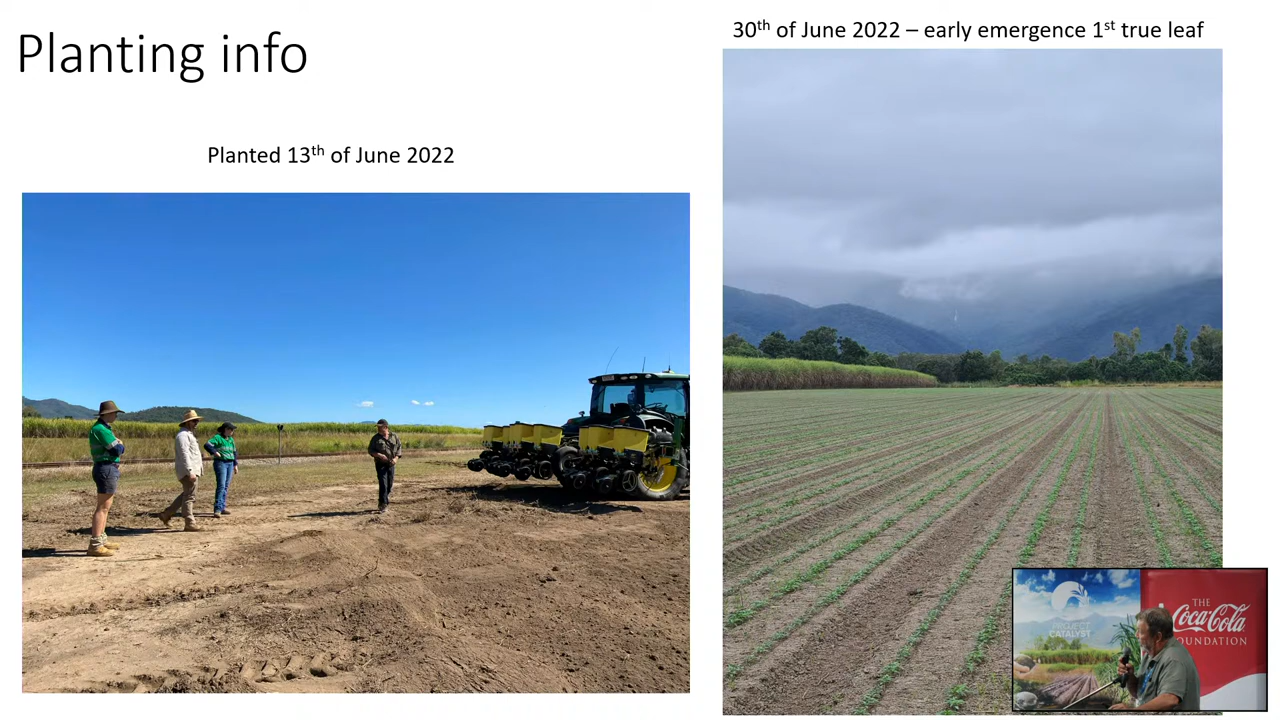 Planting info
Planted 13th of June 2022
30th of June 2022 – early emergence 1st true leaf
PROJECT
CATALYST
THE
Coca-Cola
FOUNDATION